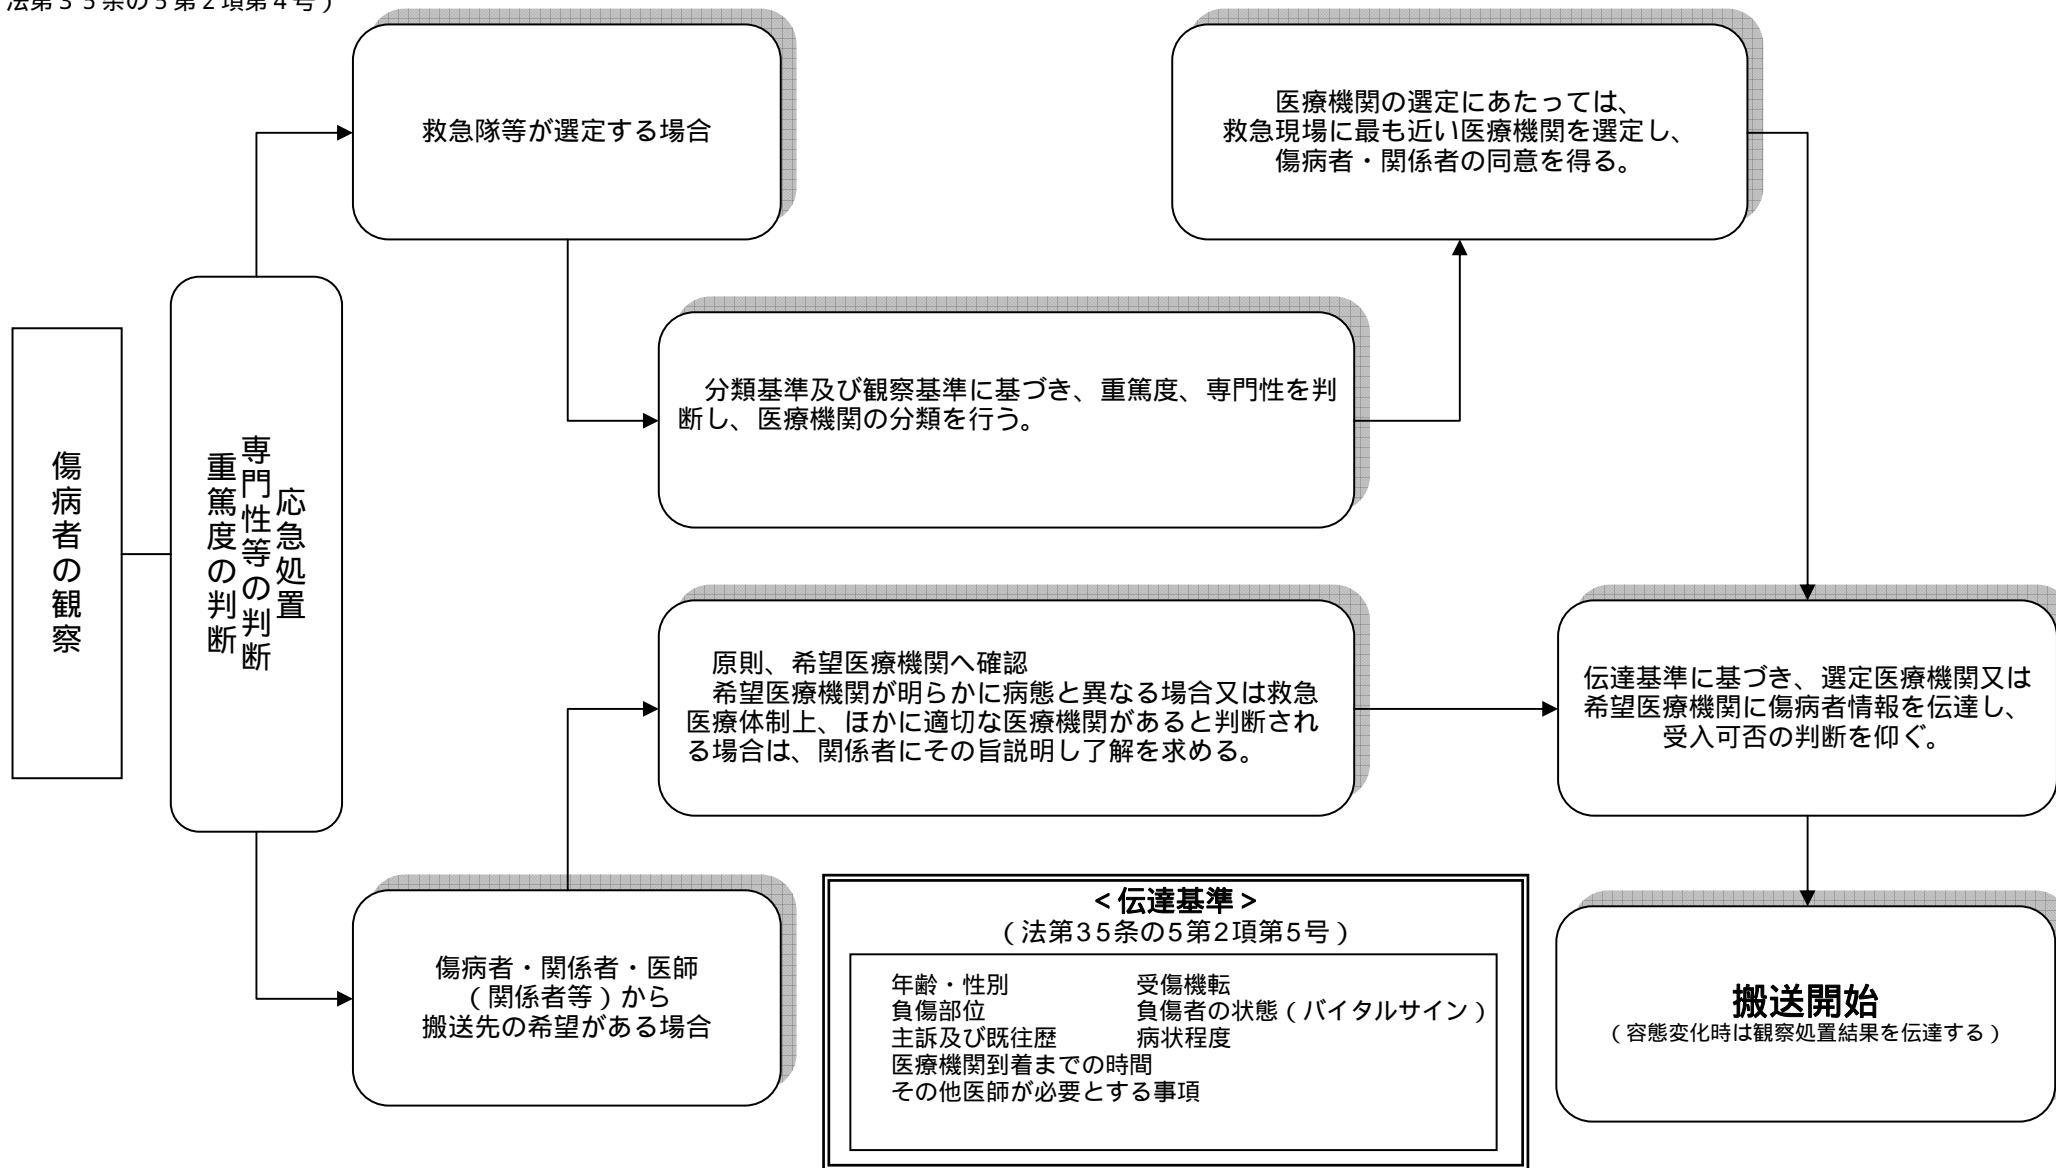 法第３５条の５第２項第４号）
救急隊等が選定する場合
医療機関の選定にあたっては、
救急現場に最も近い医療機関を選定し、
傷病者・関係者の同意を得る。
傷病者の観察
応急処置
専門性等の判断
重篤度の判断
分類基準及び観察基準に基づき、重篤度、専門性を判
断し、医療機関の分類を行う。
原則、希望医療機関へ確認
希望医療機関が明らかに病態と異なる場合又は救急
医療体制上、ほかに適切な医療機関があると判断され
る場合は、関係者にその旨説明し了解を求める。
伝達基準に基づき、選定医療機関又は
希望医療機関に傷病者情報を伝達し、
受入可否の判断を仰ぐ。
傷病者・関係者・医師
（関係者等）から
搬送先の希望がある場合
＜伝達基準＞
（法第35条の5第2項第5号）
年齢・性別　受傷機転
負傷部位　負傷者の状態（バイタルサイン）
主訴及び既往歴　病状程度
医療機関到着までの時間
その他医師が必要とする事項
搬送開始
（容態変化時は観察処置結果を伝達する）